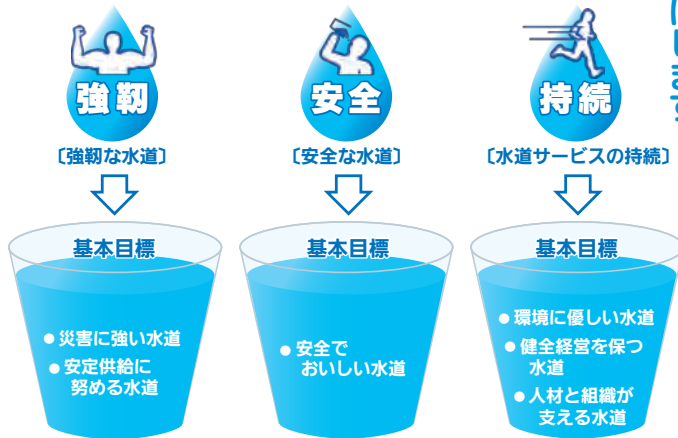 強靭
〔強靭な水道〕
基本目標
● 災害に強い水道
● 安定供給に
努める水道
安全
〔安全な水道〕
基本目標
● 安全で
おいしい水道
持続
〔水道サービスの持続〕
基本目標
● 環境に優しい水道
● 健全経営を保つ
水道
● 人材と組織が
支える水道